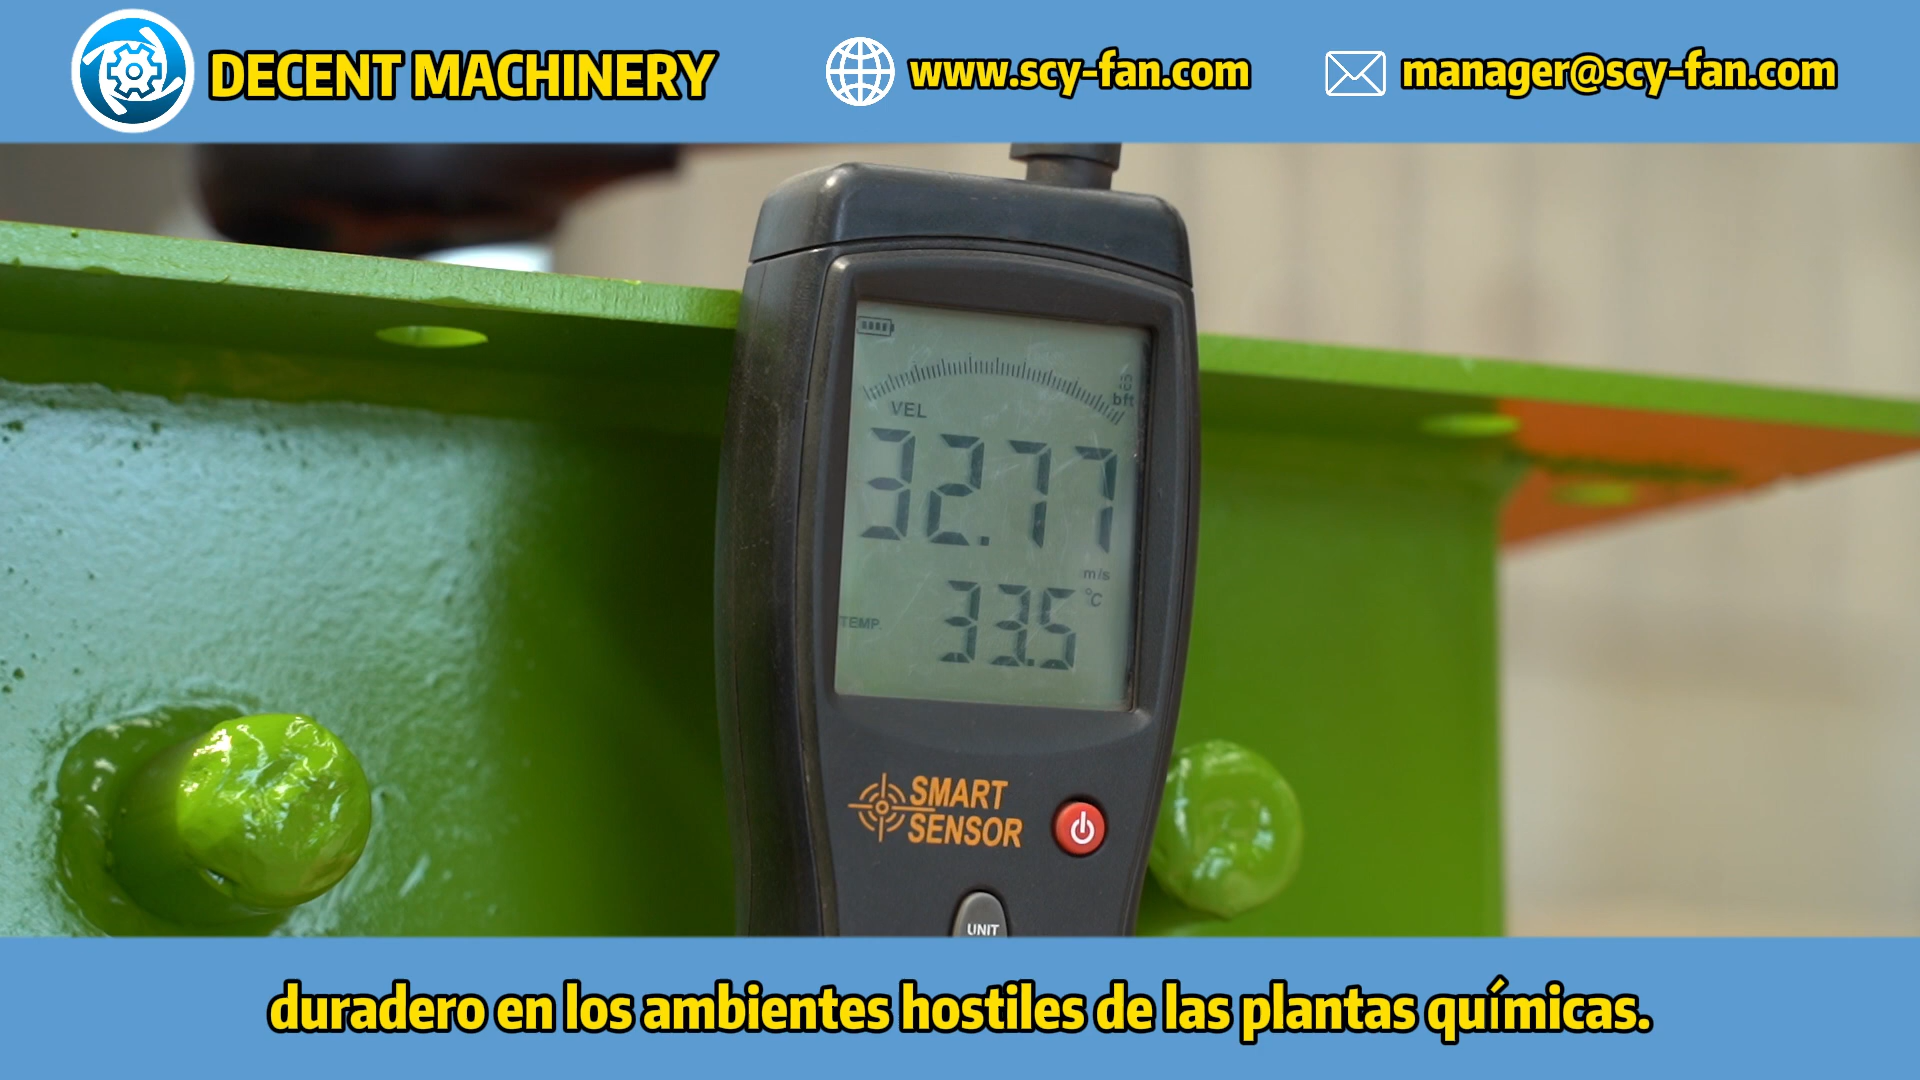 DECENT MACHINERY
www.scy-fan.com
manager@scy-fan.com
bft
VEL
32.77
m/s
33.5 °C
TEMP.
SMART
SENSOR
UNIT
duradero en los ambientes hostiles de las plantas químicas.